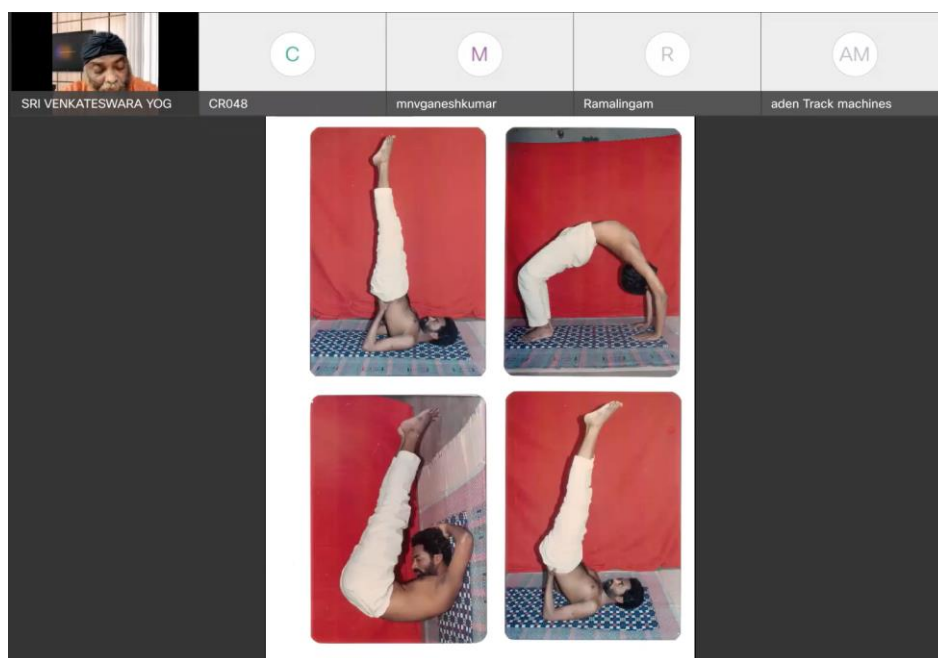 SRI VENKATESWARA YOG
C
CR048
M
mnvganeshkumar
R
Ramalingam
AM
aden Track machines